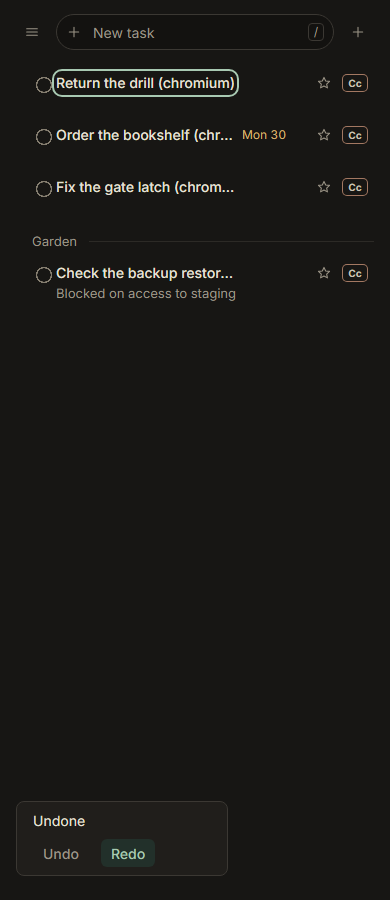 New task /
Return the drill (chromium) Cc
Order the bookshelf (chr... Mon 30 Cc
Fix the gate latch (chrom... Cc
Garden
Check the backup restor... Cc
Blocked on access to staging
Undone
Undo Redo